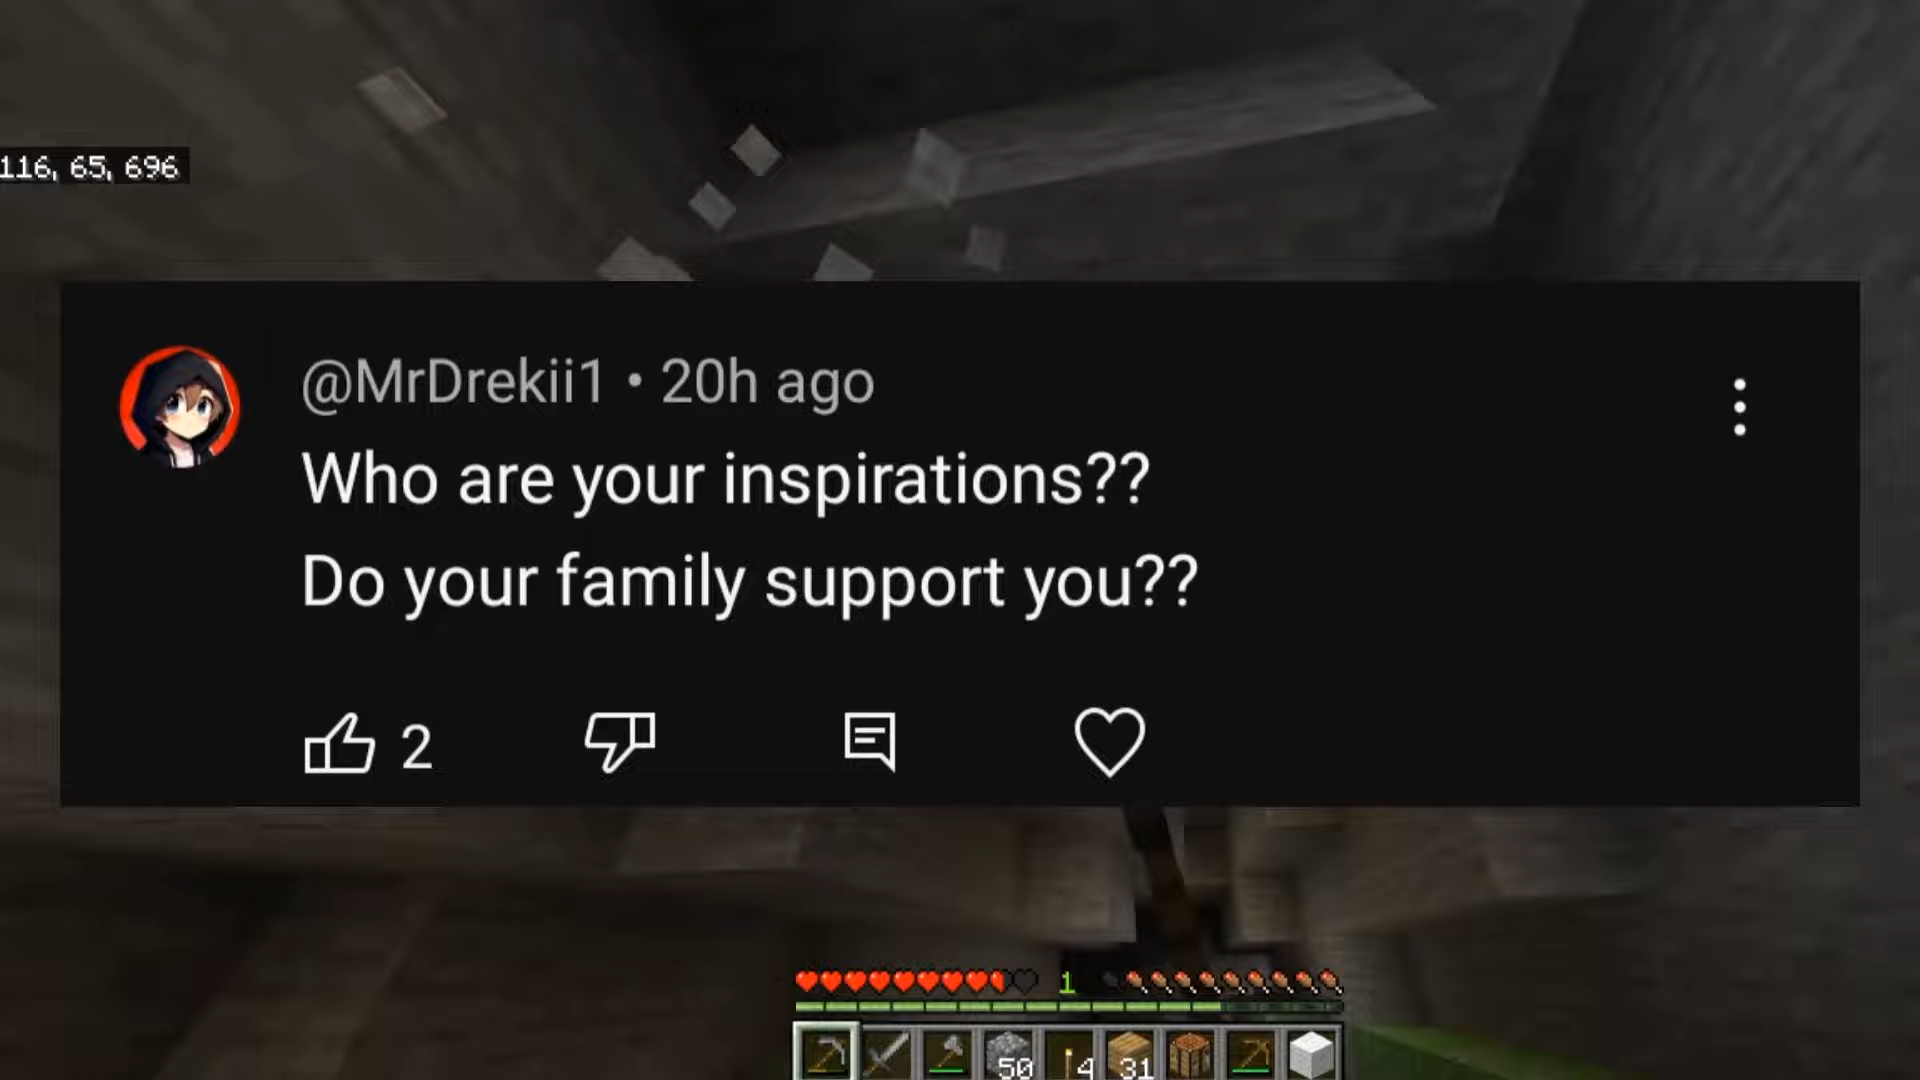 116, 65, 696
@MrDrekii1 • 20h ago
Who are your inspirations??
Do your family support you??
2
1
50 4 31